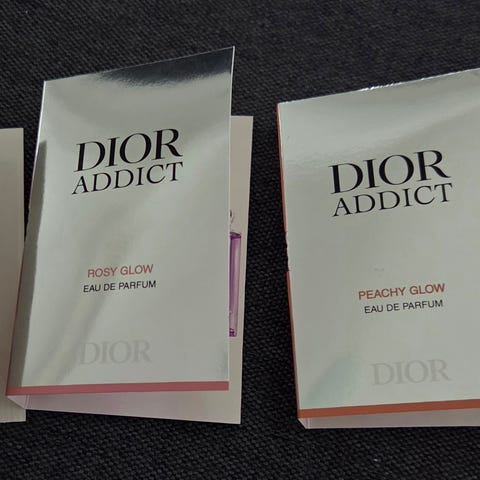 DIOR
ADDICT
ROSY GLOW
EAU DE PARFUM
DIOR
DIOR
ADDICT
PEACHY GLOW
EAU DE PARFUM
DIOR